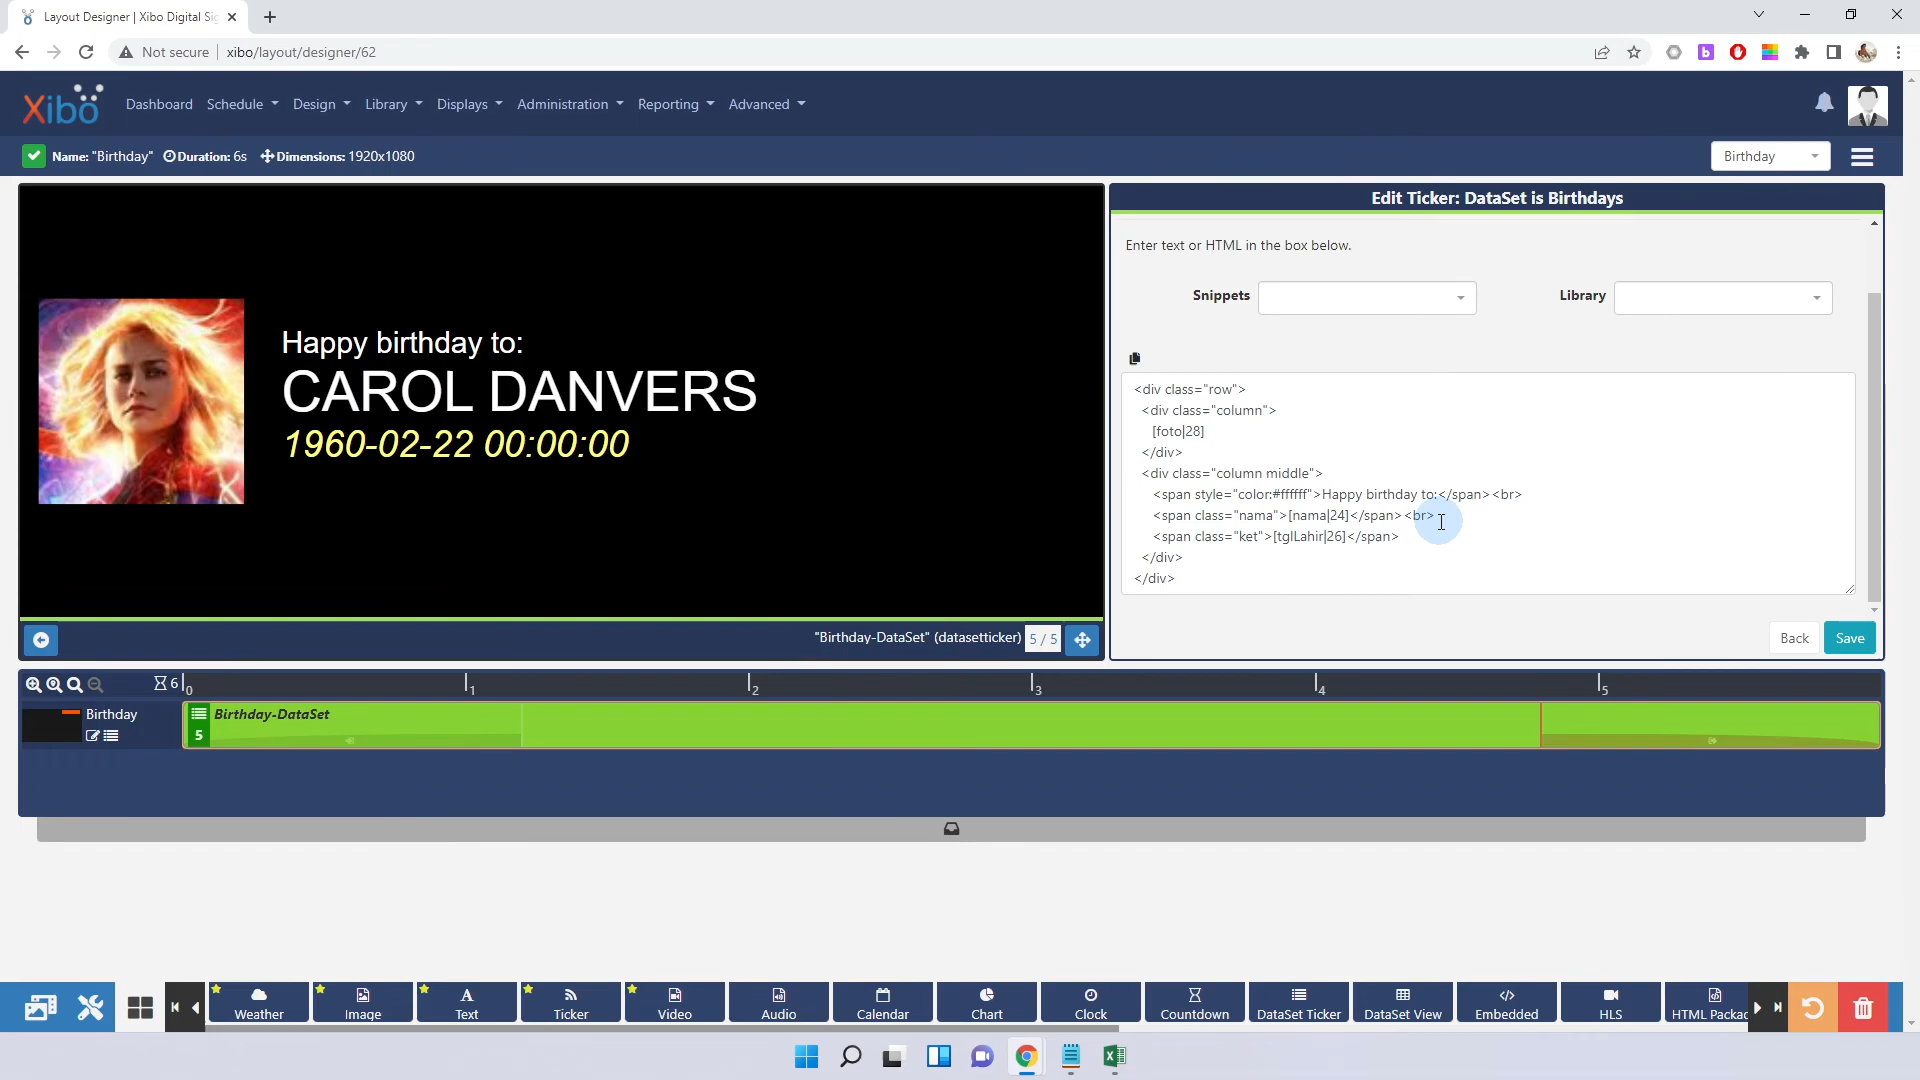 Layout Designer | Xibo Digital Sig
Not secure
xibo/layout/designer/62
Xibo
Dashboard
Schedule
Design
Library
Displays
Administration
Reporting
Advanced
Name: "Birthday"
Duration: 6s
Dimensions: 1920x1080
Birthday
Happy birthday to:
CAROL DANVERS
1960-02-22 00:00:00
"Birthday-DataSet" (datasetticker)
5 / 5
Edit Ticker: DataSet is Birthdays
Enter text or HTML in the box below.
Snippets
Library
<div class="row">
<div class="column">
[foto|28]
</div>
<div class="column middle">
<span style="color:#ffffff">Happy birthday to:</span><br>
<span class="nama">[nama|24]</span><br>
<span class="ket">[tglLahir|26]</span>
</div>
</div>
Back
Save
6
0
1
2
3
4
5
Birthday
5
Birthday-DataSet
Weather
Image
Text
Ticker
Video
Audio
Calendar
Chart
Clock
Countdown
DataSet Ticker
DataSet View
Embedded
HLS
HTML Packag